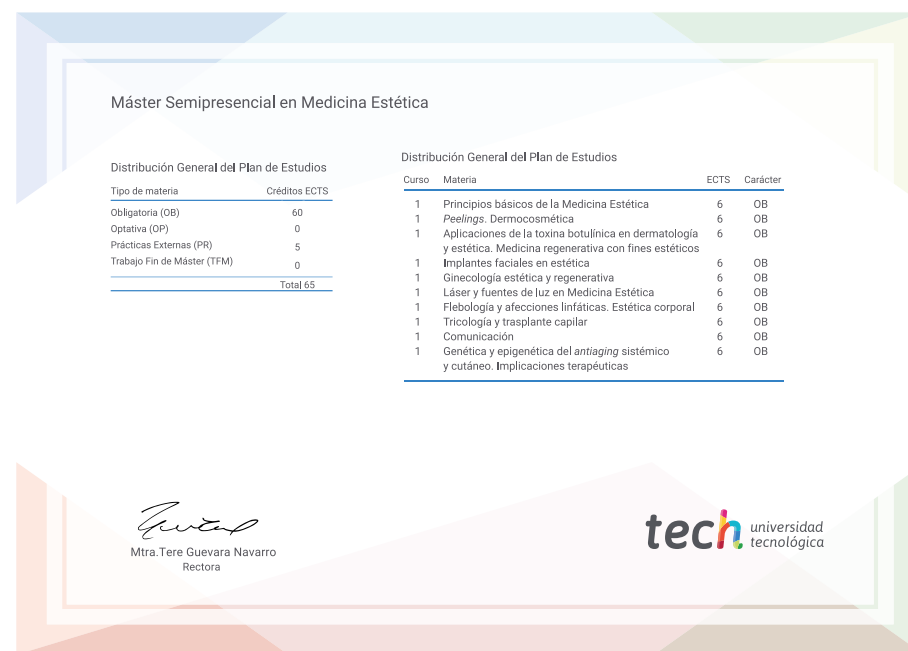 Máster Semipresencial en Medicina Estética
Distribución General del Plan de Estudios
Tipo de materia Créditos ECTS
Obligatoria (OB) 60
Optativa (OP) 0
Prácticas Externas (PR) 5
Trabajo Fin de Máster (TFM) 0
Total 65
Distribución General del Plan de Estudios
Curso Materia ECTS Carácter
1 Principios básicos de la Medicina Estética 6 OB
1 Peelings. Dermocosmética 6 OB
1 Aplicaciones de la toxina botulínica en dermatología 6 OB
y estética. Medicina regenerativa con fines estéticos
1 Implantes faciales en estética 6 OB
1 Ginecología estética y regenerativa 6 OB
1 Láser y fuentes de luz en Medicina Estética 6 OB
1 Flebología y afecciones linfáticas. Estética corporal 6 OB
1 Tricología y trasplante capilar 6 OB
1 Comunicación 6 OB
1 Genética y epigenética del antiaging sistémico 6 OB
y cutáneo. Implicaciones terapéuticas
Mtra.Tere Guevara Navarro
Rectora
tech universidad
tecnológica